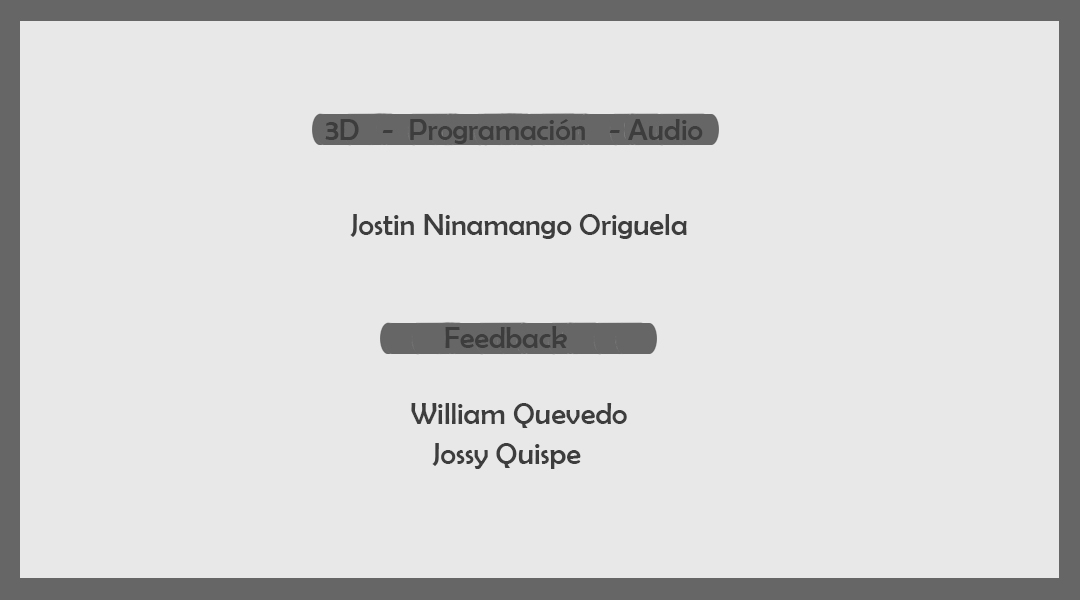 3D - Programación - Audio
Jostin Ninamango Origuela
Feedback
William Quevedo
Jossy Quispe